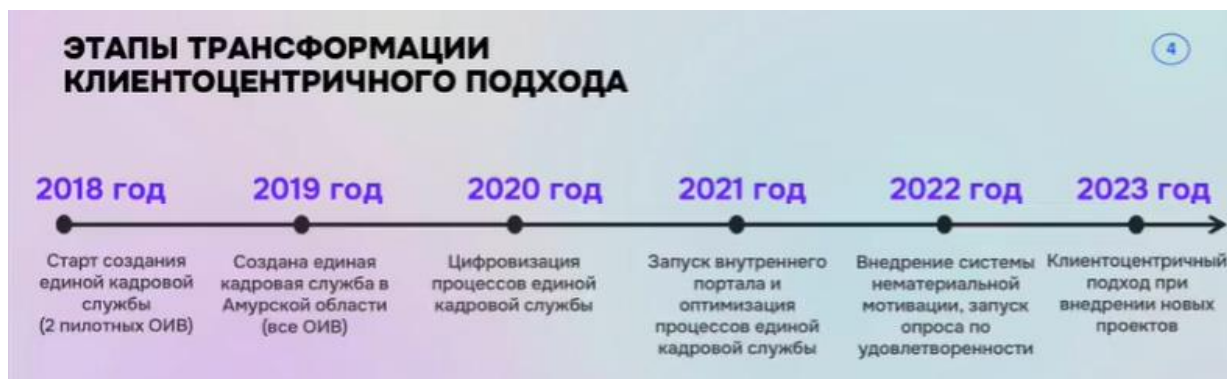 ЭТАПЫ ТРАНСФОРМАЦИИ
КЛИЕНТОЦЕНТРИЧНОГО ПОДХОДА
4
2018 год
Старт создания
единой кадровой
службы
(2 пилотных ОИВ)
2019 год
Создана единая
кадровая служба в
Амурской области
(все ОИВ)
2020 год
Цифровизация
процессов единой
кадровой службы
2021 год
Запуск внутреннего
портала и
оптимизация
процессов единой
кадровой службы
2022 год
Внедрение системы
нематериальной
мотивации, запуск
опроса по
удовлетворенности
2023 год
Клиентоцентричный
подход при
внедрении новых
проектов